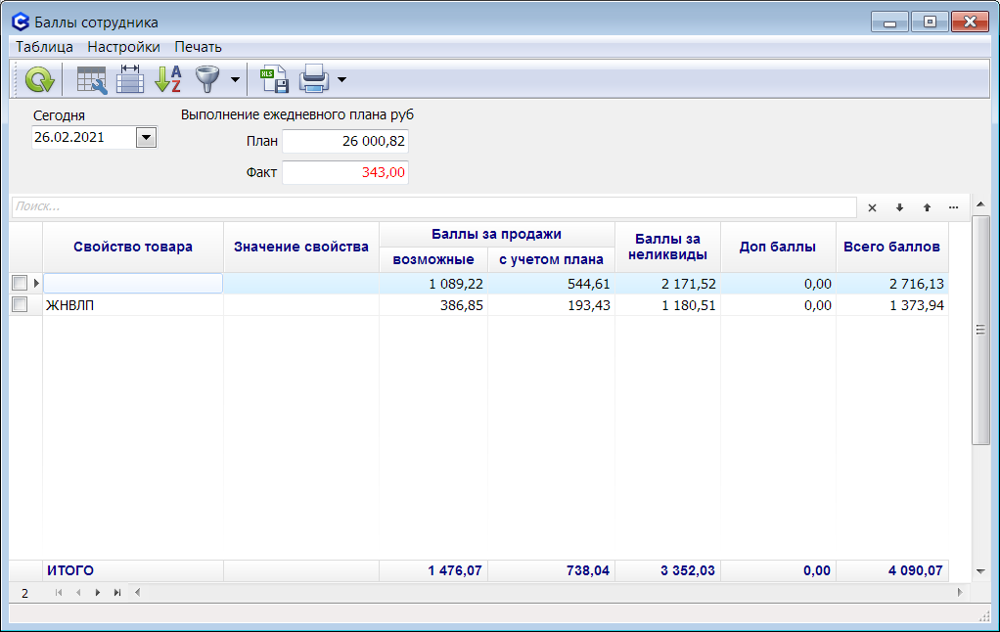 Баллы сотрудника
Таблица Настройки Печать
A
Z
XLS
Сегодня
26.02.2021
Выполнение ежедневного плана руб
План 26 000,82
Факт 343,00
Поиск...
Свойство товара Значение свойства Баллы за продажи Баллы за неликвиды Доп баллы Всего баллов
возможные с учетом плана
1 089,22 544,61 2 171,52 0,00 2 716,13
ЖНВЛП 386,85 193,43 1 180,51 0,00 1 373,94
ИТОГО 1 476,07 738,04 3 352,03 0,00 4 090,07
2